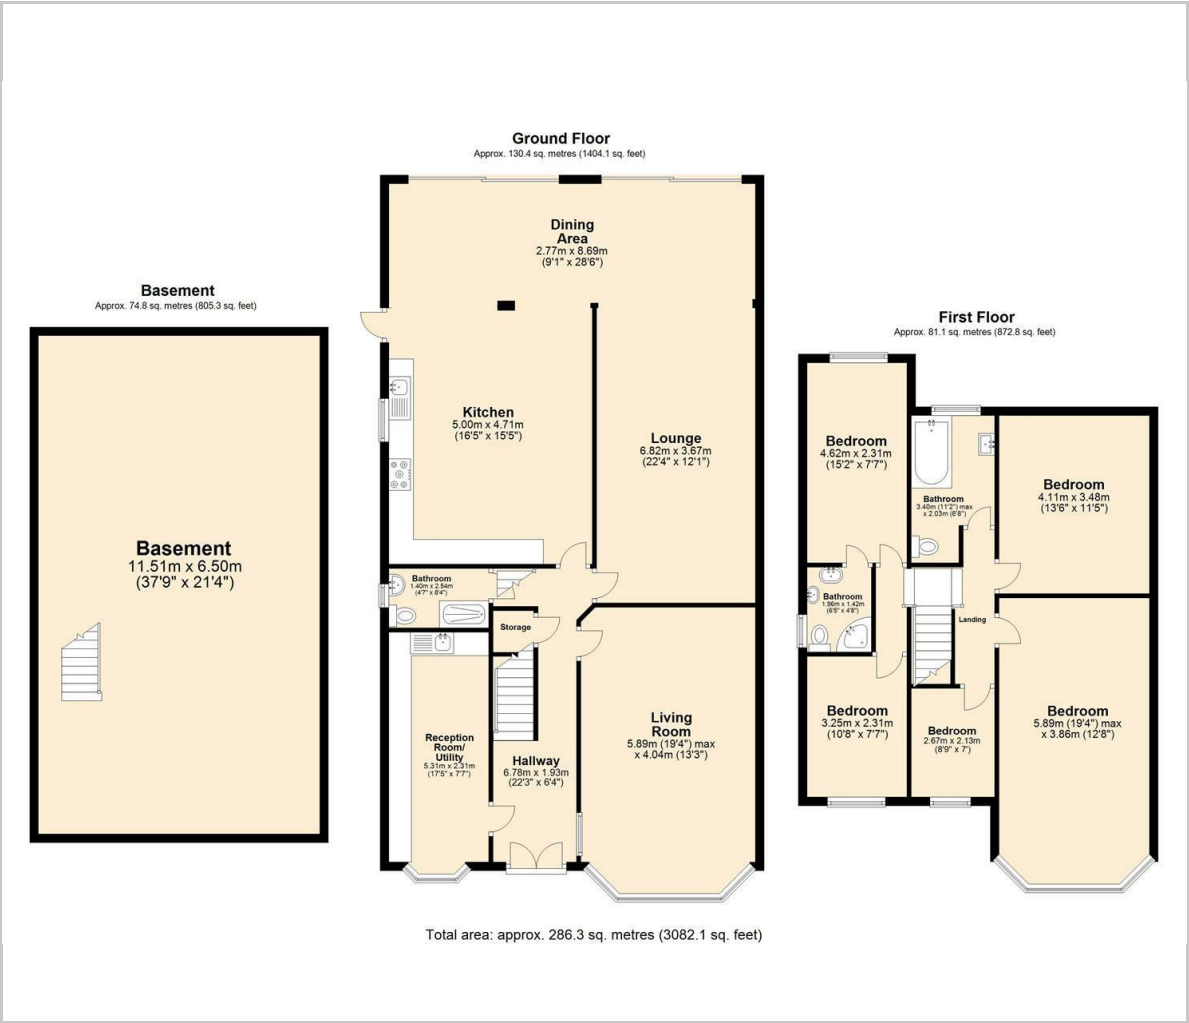 Ground Floor
Approx. 130.4 sq. metres (1404.1 sq. feet)
Dining
Area
2.77m x 8.69m
(9'1" x 28'6")
Kitchen
5.00m x 4.71m
(16'5" x 15'5")
Lounge
6.82m x 3.67m
(22'4" x 12'1")
Bathroom
1.40m x 2.54m
(4'7" x 8'4")
Storage
Reception
Room/
Utility
5.31m x 2.31m
(17'5" x 7'7")
Hallway
6.78m x 1.93m
(22'3" x 6'4")
Living
Room
5.89m (19'4") max
x 4.04m (13'3")
Basement
Approx. 74.8 sq. metres (805.3 sq. feet)
Basement
11.51m x 6.50m
(37'9" x 21'4")
First Floor
Approx. 81.1 sq. metres (872.8 sq. feet)
Bedroom
4.62m x 2.31m
(15'2" x 7'7")
Bathroom
3.40m (11'2") max
x 2.03m (6'8")
Bedroom
4.11m x 3.48m
(13'6" x 11'5")
Bathroom
1.96m x 1.42m
(6'5" x 4'8")
Landing
Bedroom
3.25m x 2.31m
(10'8" x 7'7")
Bedroom
2.67m x 2.13m
(8'9" x 7')
Bedroom
5.89m (19'4") max
x 3.86m (12'8")
Total area: approx. 286.3 sq. metres (3082.1 sq. feet)